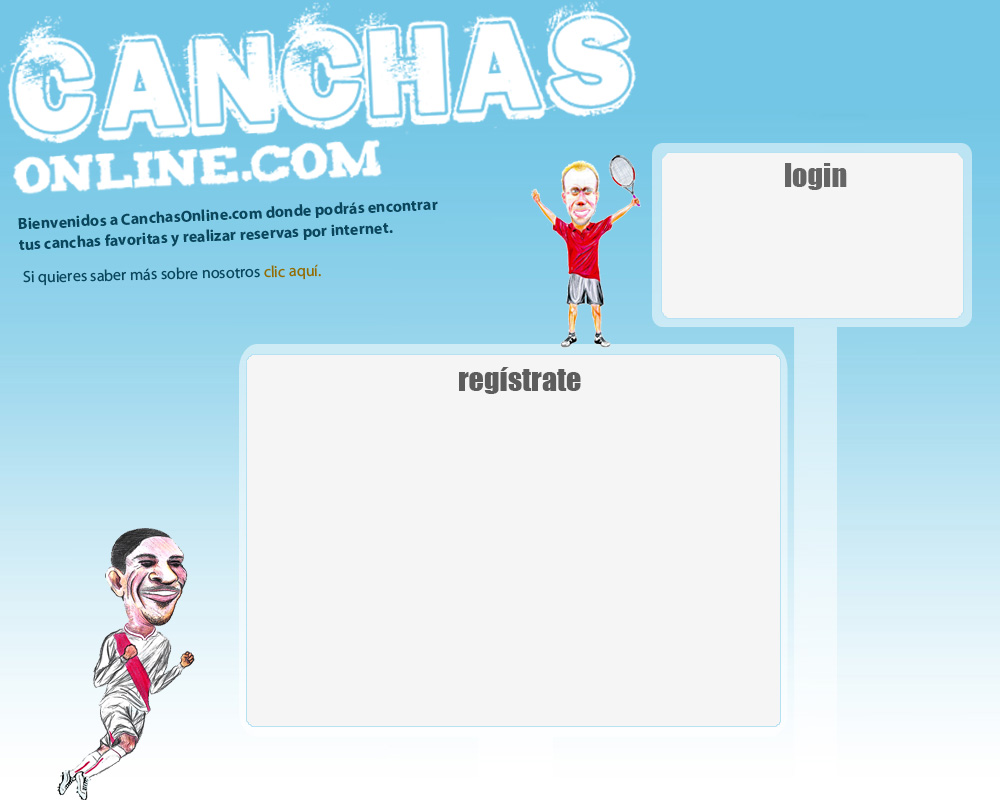 CANCHAS
ONLINE.COM
Bienvenidos a CanchasOnline.com donde podrás encontrar
tus canchas favoritas y realizar reservas por internet.
Si quieres saber más sobre nosotros clic aquí.
login
regístrate